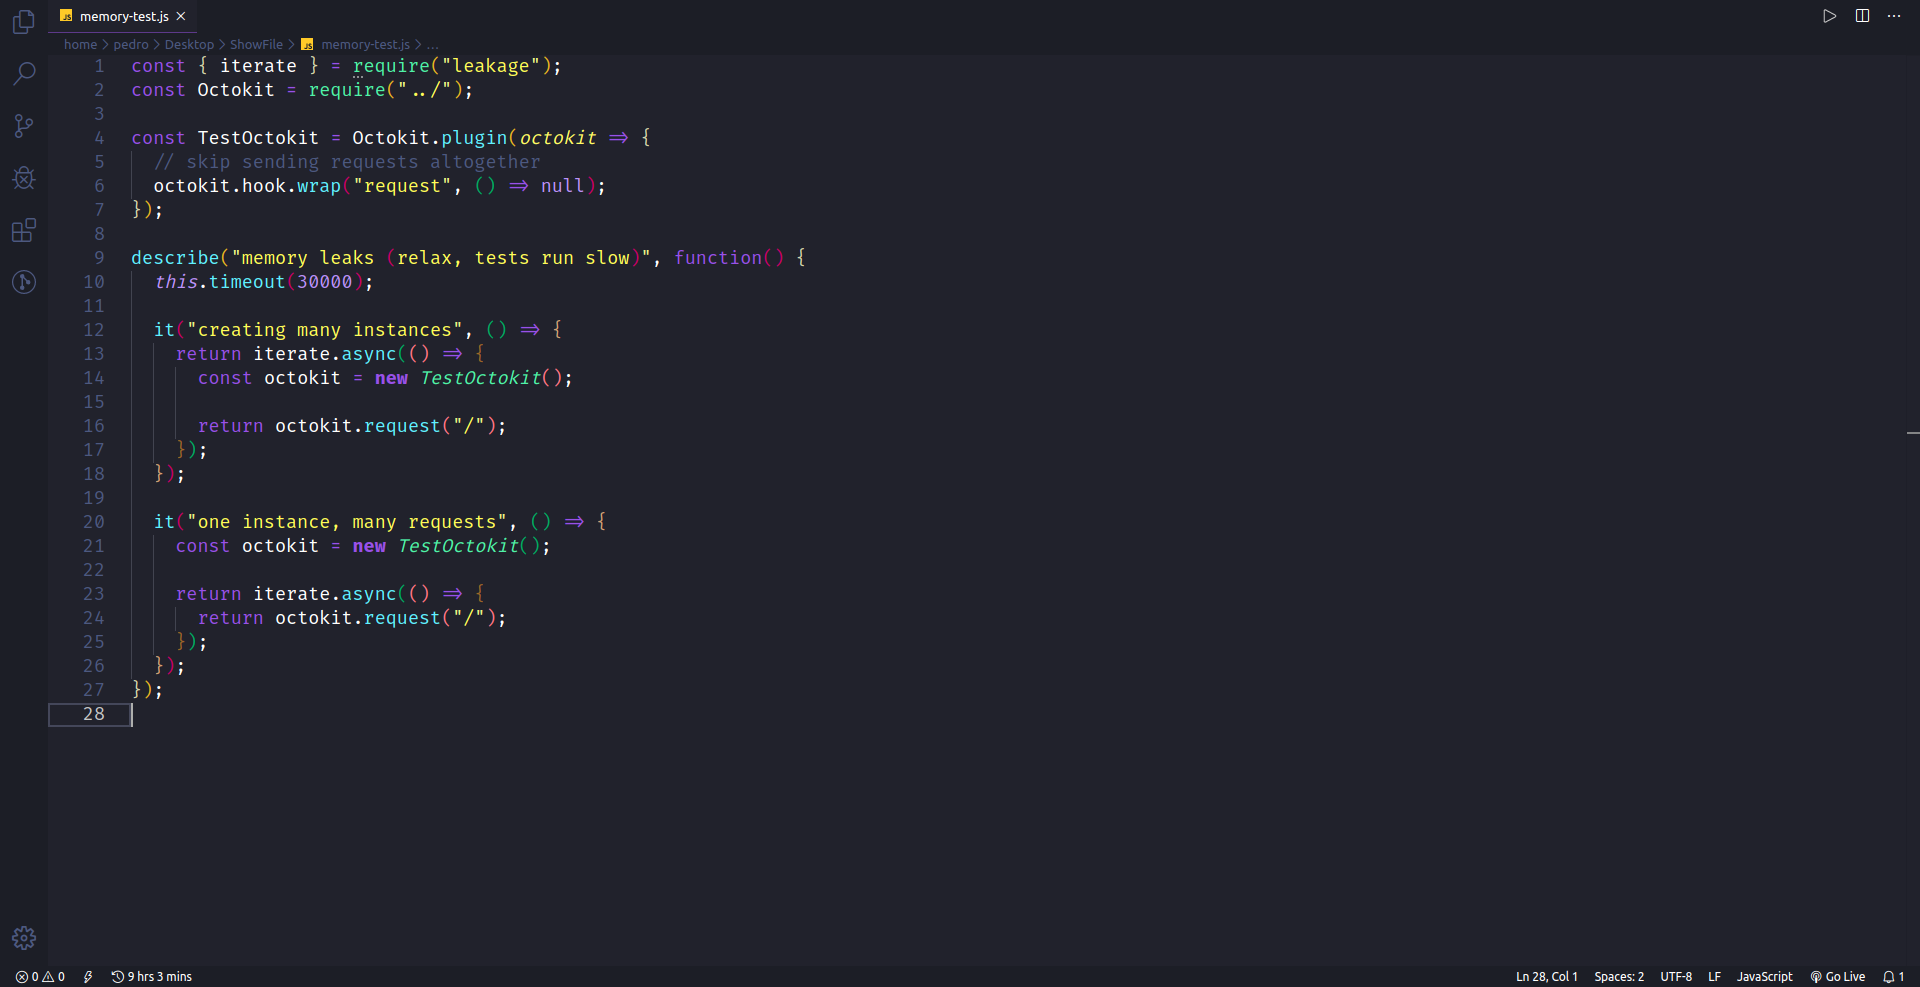 JS memory-test.js ×
home > pedro > Desktop > ShowFile > JS memory-test.js > ...
1 const { iterate } = require("leakage");
2 const Octokit = require("../");
3
4 const TestOctokit = Octokit.plugin(octokit => {
5   // skip sending requests altogether
6   octokit.hook.wrap("request", () => null);
7 });
8
9 describe("memory leaks (relax, tests run slow)", function() {
10   this.timeout(30000);
11
12   it("creating many instances", () => {
13     return iterate.async(() => {
14       const octokit = new TestOctokit();
15
16       return octokit.request("/");
17     });
18   });
19
20   it("one instance, many requests", () => {
21     const octokit = new TestOctokit();
22
23     return iterate.async(() => {
24       return octokit.request("/");
25     });
26   });
27 });
28
0 0 9 hrs 3 mins Ln 28, Col 1 Spaces: 2 UTF-8 LF JavaScript Go Live 1